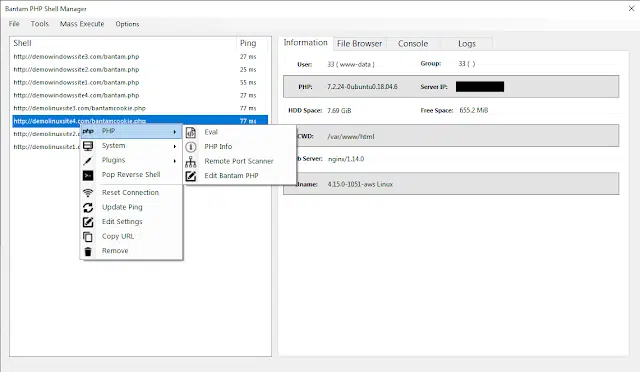 Bantam PHP Shell Manager
File Tools Mass Execute Options
Shell Ping
http://demowindowssite3.com/bantam.php 27 ms
http://demowindowssite2.com/bantam.php 25 ms
http://demowindowssite1.com/bantam.php 55 ms
http://demowindowssite4.com/bantam.php 27 ms
http://demolinuxsite3.com/bantamcookie.php 77 ms
http://demolinuxsite4.com/bantamcookie.php 77 ms
http://demolinuxsite2.c
http://demolinuxsite1.c
PHP
System
Plugins
Pop Reverse Shell
Reset Connection
Update Ping
Edit Settings
Copy URL
Remove
Eval
PHP Info
Remote Port Scanner
Edit Bantam PHP
Information File Browser Console Logs
User: 33 ( www-data ) Group: 33 ( )
PHP: 7.2.24-0ubuntu0.18.04.6 Server IP:
HDD Space: 7.69 GiB Free Space: 655.2 MiB
CWD: /var/www/html
b Server: nginx/1.14.0
Uname: 4.15.0-1051-aws Linux